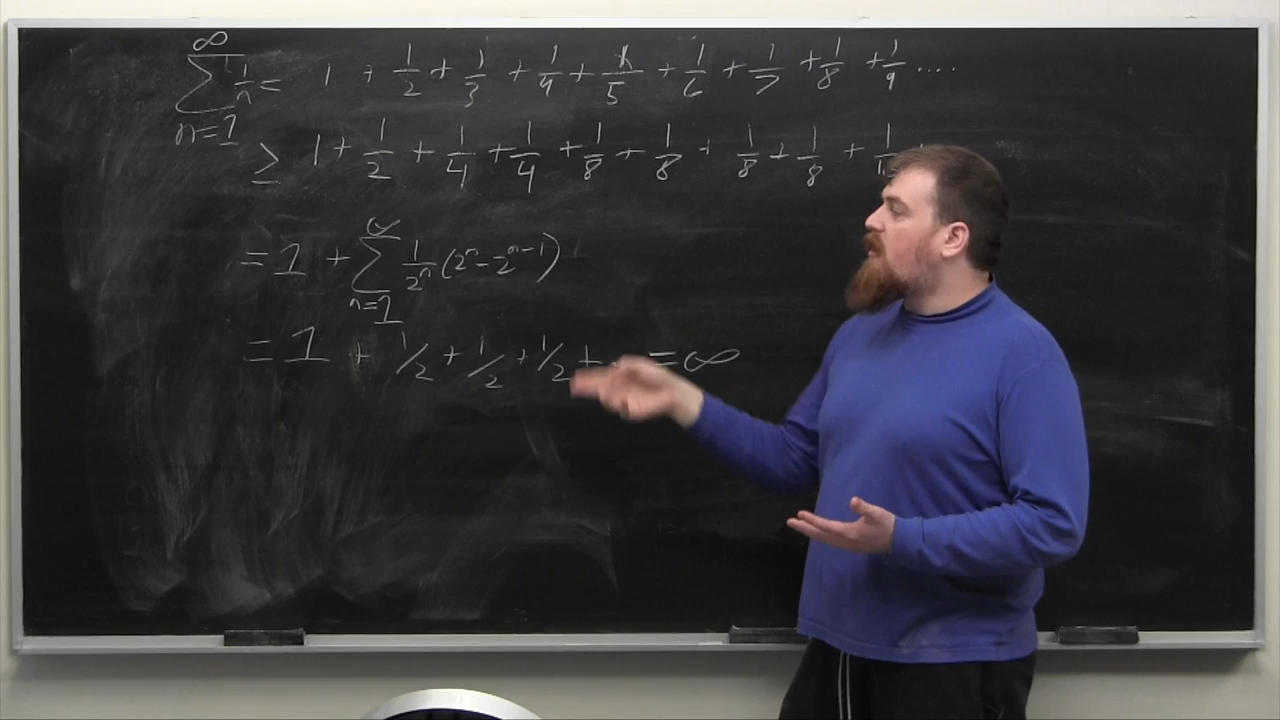 ∞ ∑ n=1 1/n = 1 + 1/2 + 1/3 + 1/4 + 1/5 + 1/6 + 1/7 + 1/8 + 1/9 ....
≥ 1 + 1/2 + 1/4 + 1/4 + 1/8 + 1/8 + 1/8 + 1/8 +
= 1 + ∞ ∑ n=1 1/2ⁿ (2ⁿ - 2ⁿ⁻¹)
= 1 + 1/2 + 1/2 + 1/2 + = ∞